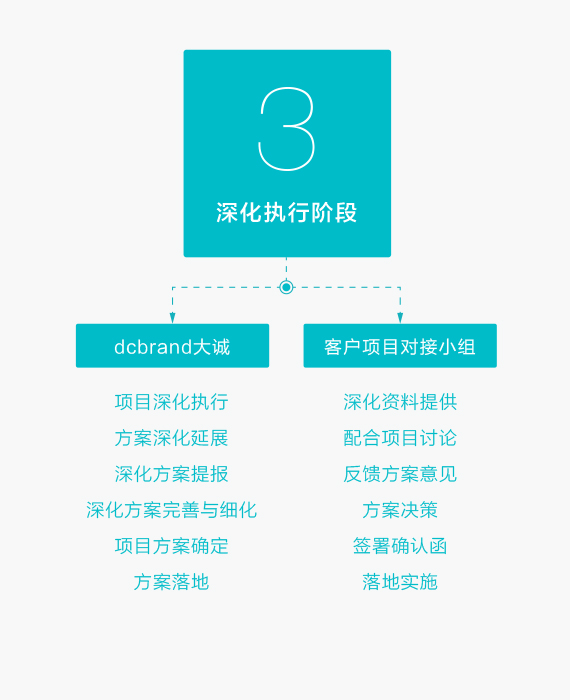 3
深化执行阶段
dcbrand大诚
项目深化执行
方案深化延展
深化方案提报
深化方案完善与细化
项目方案确定
方案落地
客户项目对接小组
深化资料提供
配合项目讨论
反馈方案意见
方案决策
签署确认函
落地实施